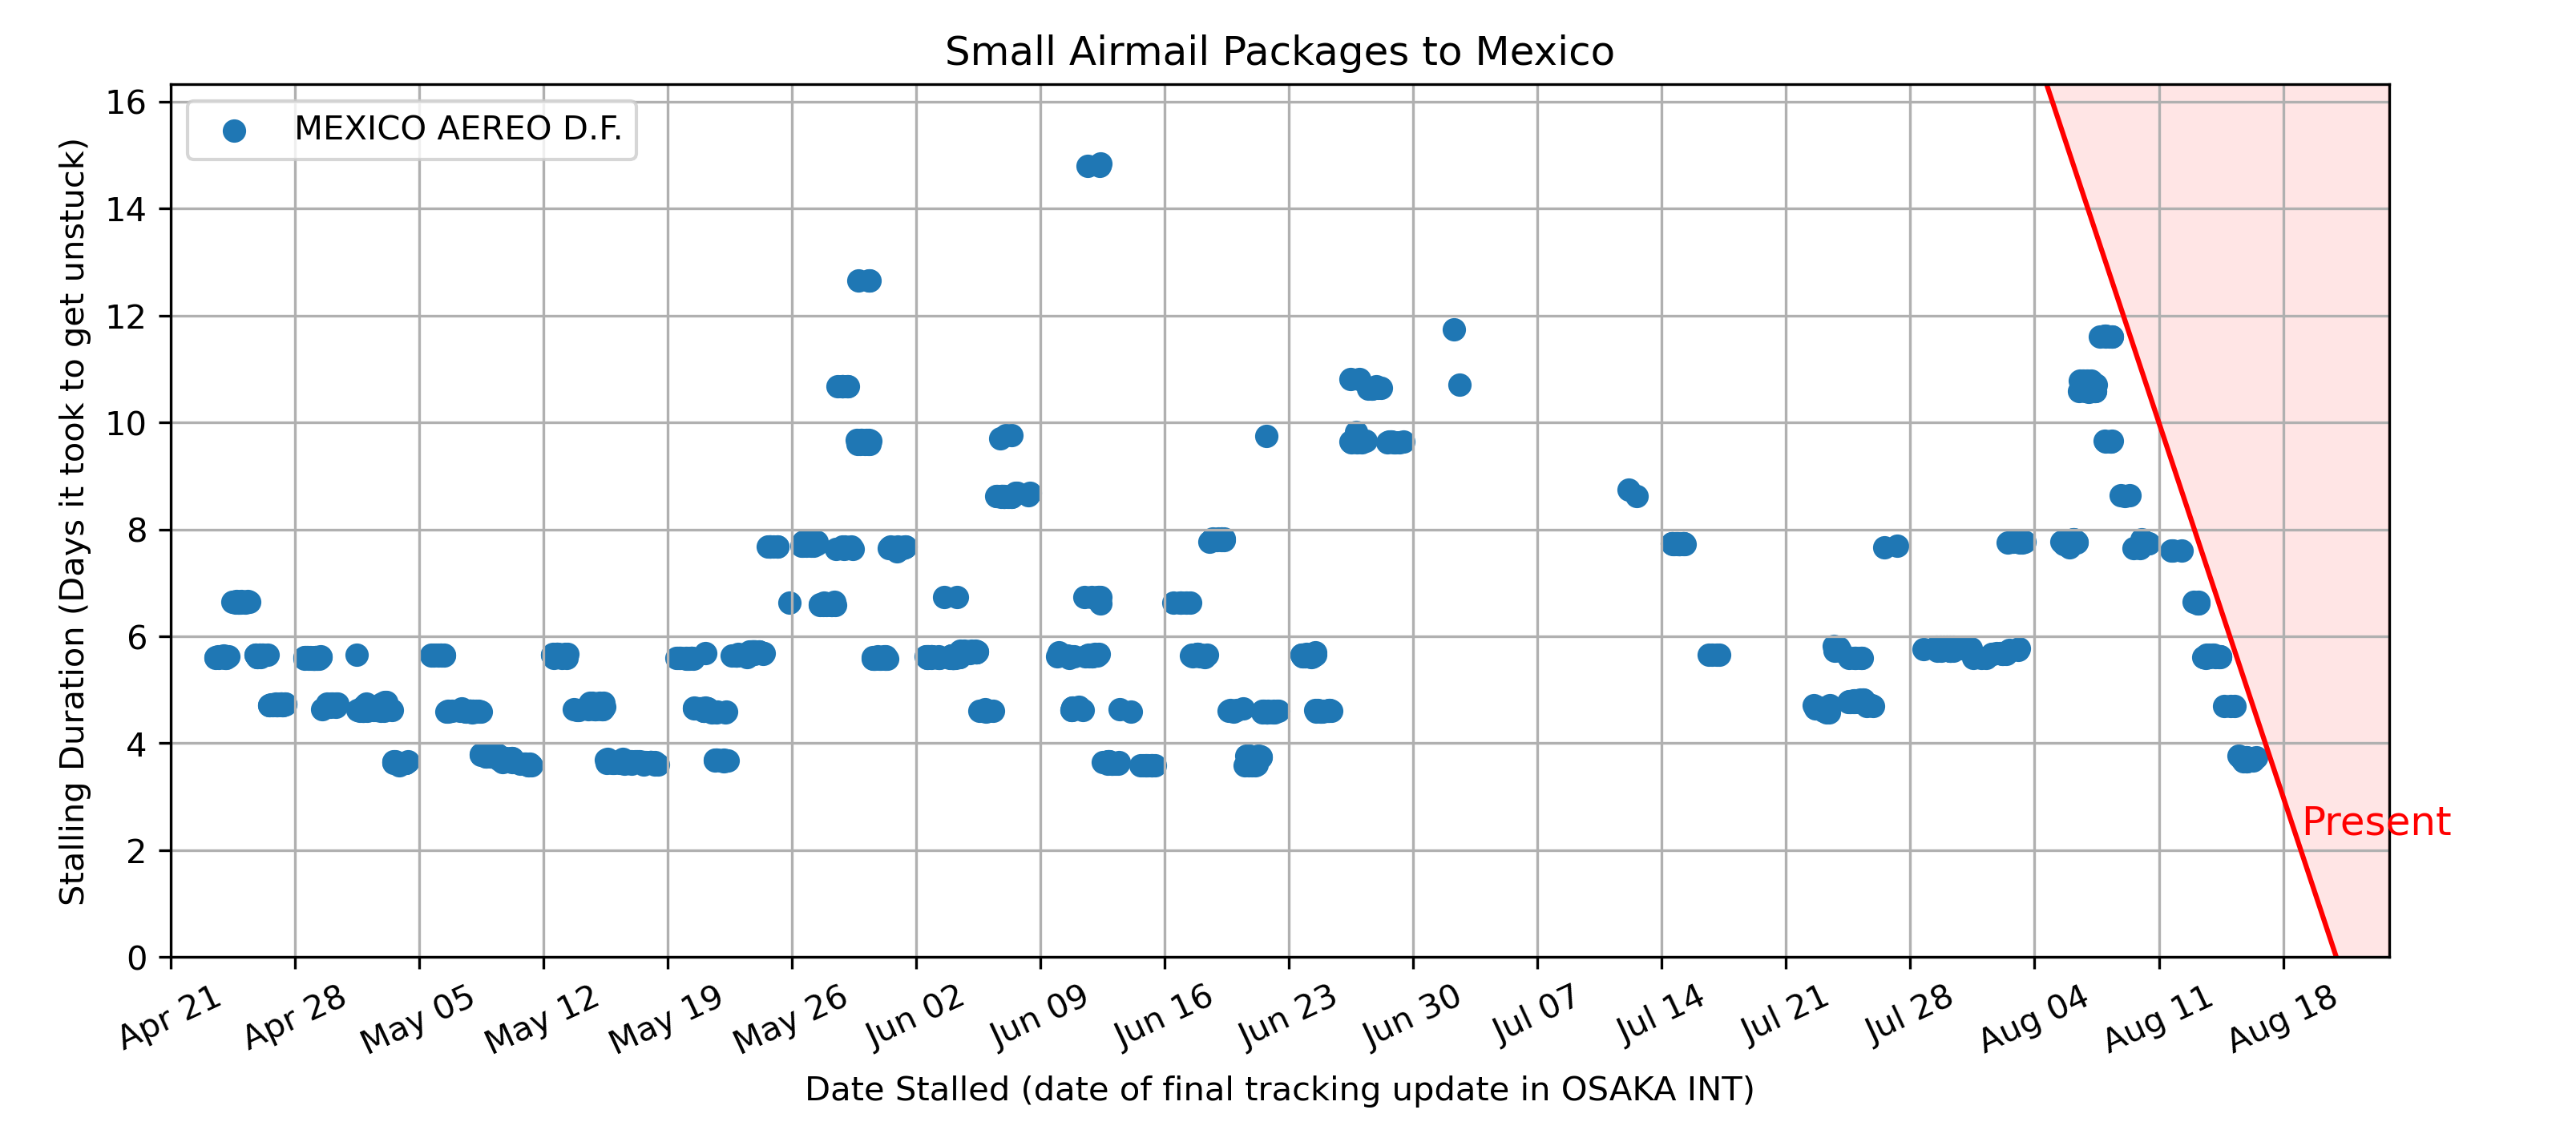 Small Airmail Packages to Mexico
MEXICO AEREO D.F.
Stalling Duration (Days it took to get unstuck)
16
14
12
10
8
6
4
2
0
Present
Apr 21
Apr 28
May 05
May 12
May 19
May 26
Jun 02
Jun 09
Jun 16
Jun 23
Jun 30
Jul 07
Jul 14
Jul 21
Jul 28
Aug 04
Aug 11
Aug 18
Date Stalled (date of final tracking update in OSAKA INT)